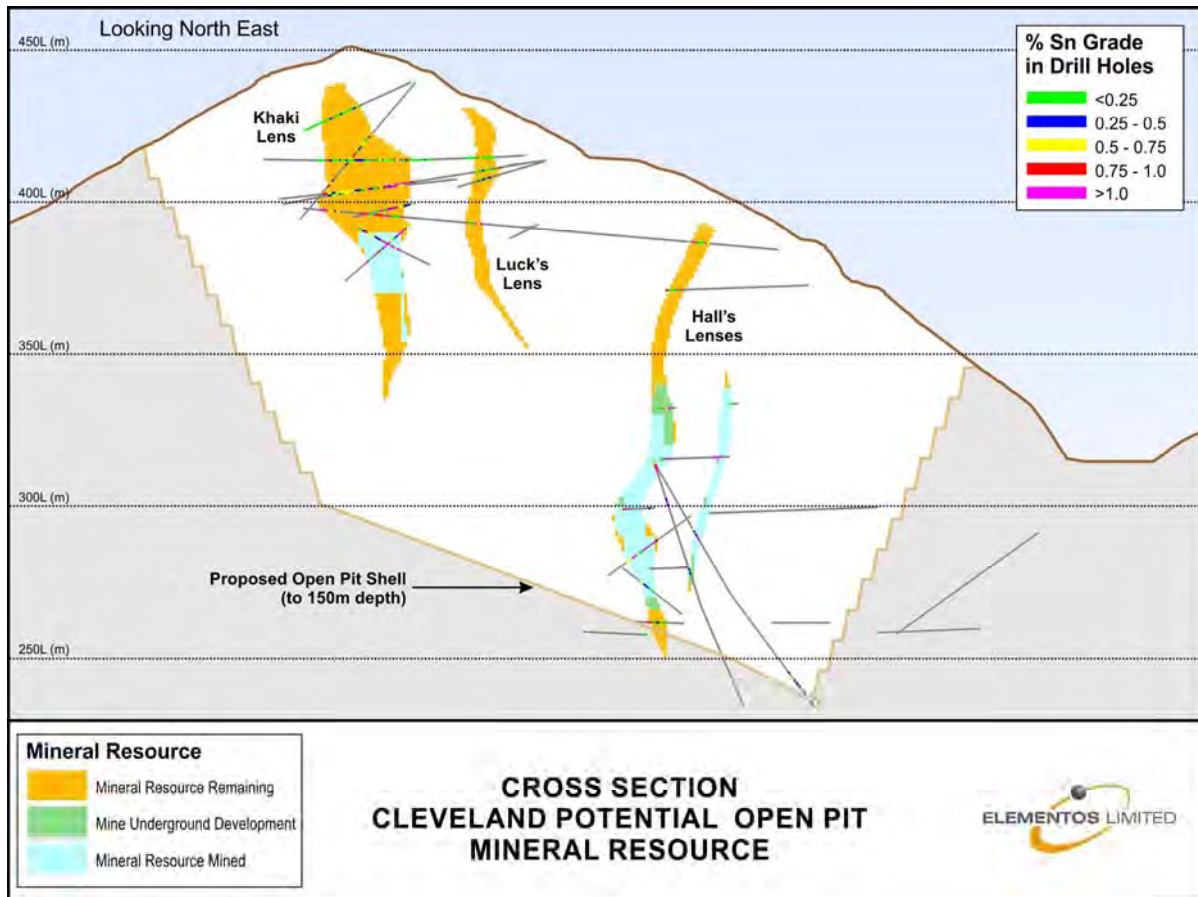 Looking North East
450L (m)
% Sn Grade
in Drill Holes
<0.25
0.25 - 0.5
0.5 - 0.75
0.75 - 1.0
>1.0
Khaki
Lens
400L (m)
Luck's
Lens
Hall's
Lenses
350L (m)
300L (m)
Proposed Open Pit Shell
(to 150m depth)
250L (m)
Mineral Resource
Mineral Resource Remaining
Mine Underground Development
Mineral Resource Mined
CROSS SECTION
CLEVELAND POTENTIAL OPEN PIT
MINERAL RESOURCE
ELEMENTOS LIMITED